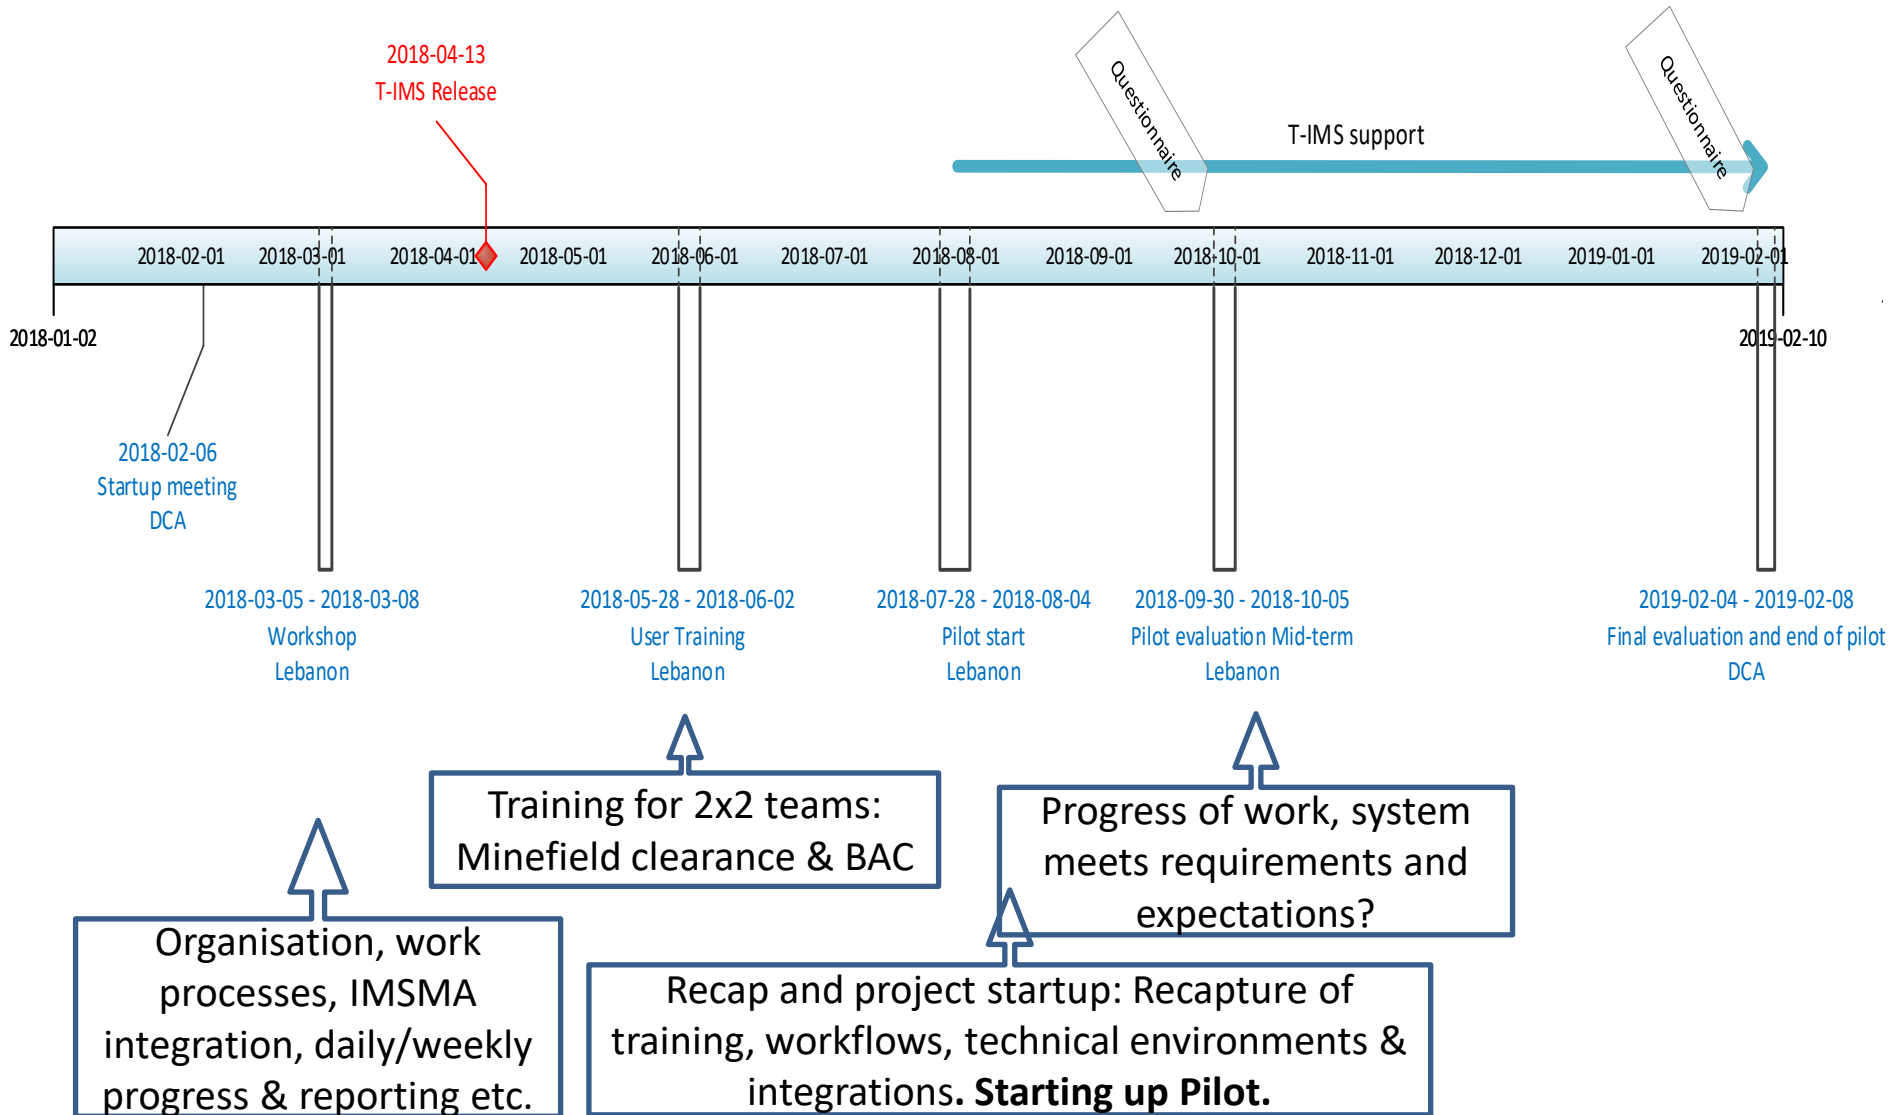 2018-04-13
T-IMS Release
Questionnaire
Questionnaire
T-IMS support
2018-02-01
2018-03-01
2018-04-01
2018-05-01
2018-06-01
2018-07-01
2018-08-01
2018-09-01
2018-10-01
2018-11-01
2018-12-01
2019-01-01
2019-02-01
2018-01-02
2019-02-10
2018-02-06
Startup meeting
DCA
2018-03-05 - 2018-03-08
Workshop
Lebanon
2018-05-28 - 2018-06-02
User Training
Lebanon
2018-07-28 - 2018-08-04
Pilot start
Lebanon
2018-09-30 - 2018-10-05
Pilot evaluation Mid-term
Lebanon
2019-02-04 - 2019-02-08
Final evaluation and end of pilot
DCA
Training for 2x2 teams:
Minefield clearance & BAC
Progress of work, system
meets requirements and
expectations?
Organisation, work
processes, IMSMA
integration, daily/weekly
progress & reporting etc.
Recap and project startup: Recapture of
training, workflows, technical environments &
integrations. Starting up Pilot.